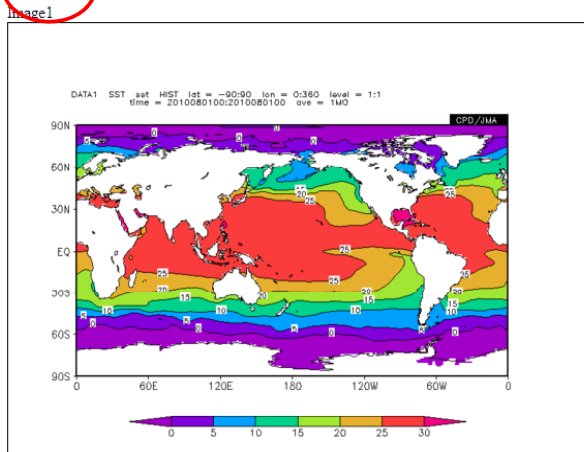 Image1
DATA1 SST sst HIST lat = -90:90 lon = 0:360 level = 1:1
time = 2010080100:2010080100 ave = 1MO
CPD/JMA
90N
60N
30N
EQ
30S
60S
90S
0 60E 120E 180 120W 60W 0
0 5 10 15 20 25 30